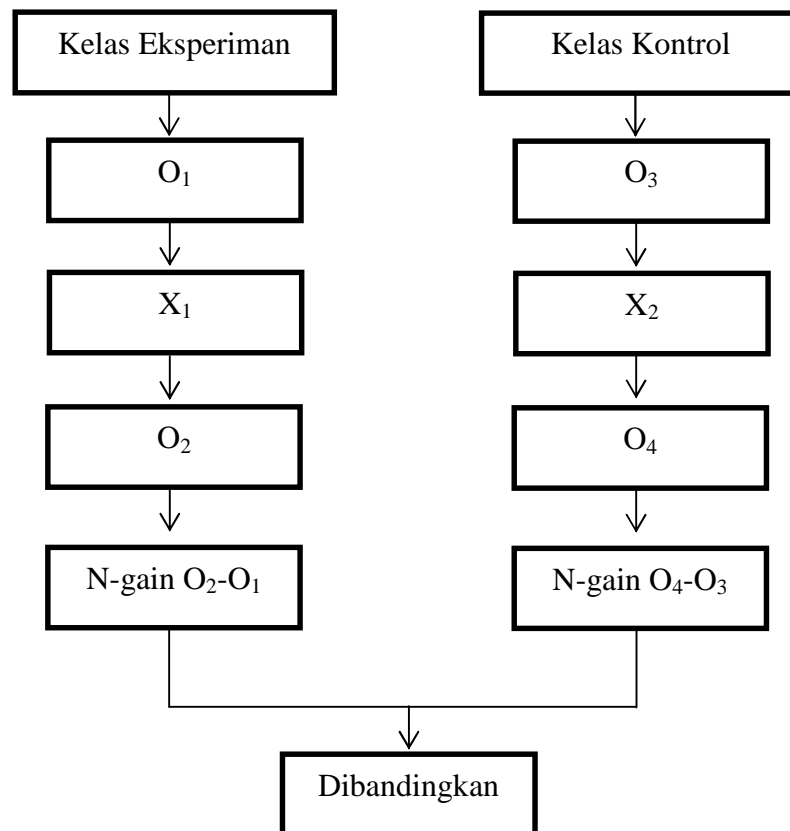 Kelas Eksperiman
Kelas Kontrol
O₁
O₃
X₁
X₂
O₂
O₄
N-gain O₂-O₁
N-gain O₄-O₃
Dibandingkan